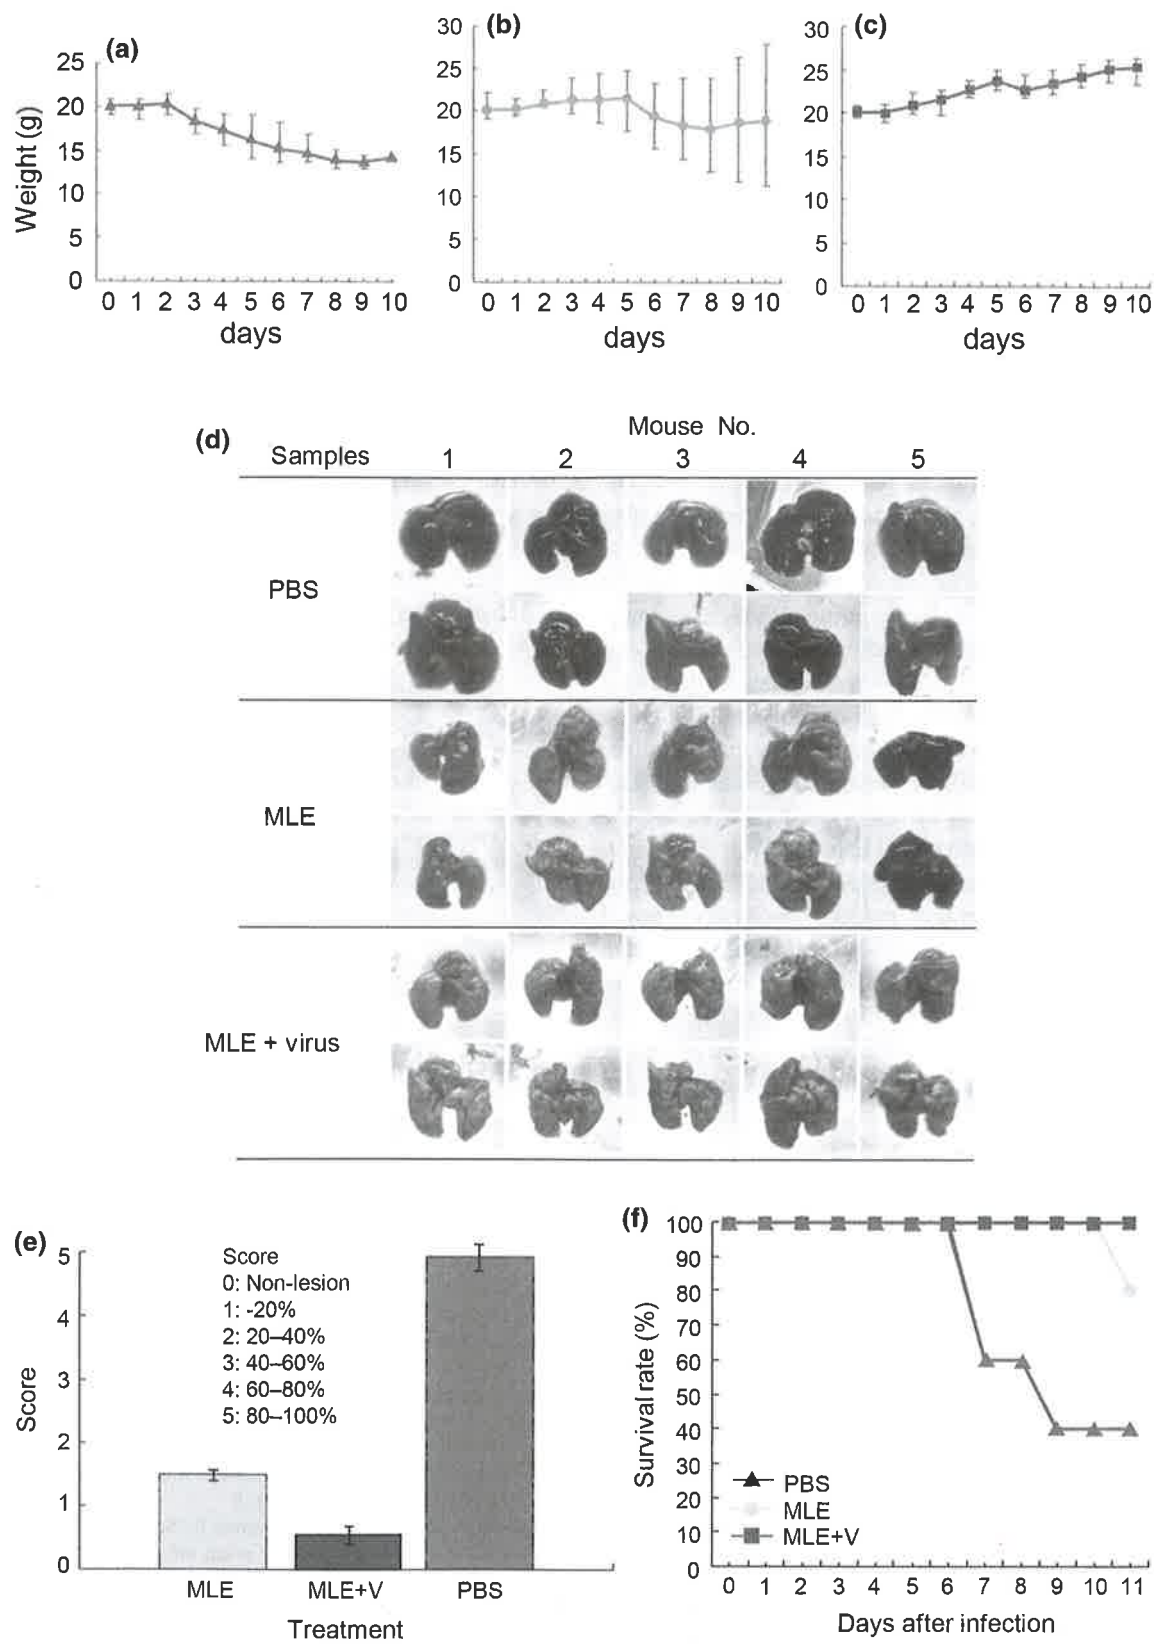 (a)
Weight (g)
25
20
15
10
5
0
0 1 2 3 4 5 6 7 8 9 10
days
(b)
30
25
20
15
10
5
0
0 1 2 3 4 5 6 7 8 9 10
days
(c)
30
25
20
15
10
5
0
0 1 2 3 4 5 6 7 8 9 10
days
(d)
Mouse No.
Samples 1 2 3 4 5
PBS
MLE
MLE + virus
(e)
Score
5
4
3
2
1
0
Score
0: Non-lesion
1: -20%
2: 20–40%
3: 40–60%
4: 60–80%
5: 80–100%
MLE MLE+V PBS
Treatment
(f)
Survival rate (%)
100
90
80
70
60
50
40
30
20
10
0
PBS
MLE
MLE+V
0 1 2 3 4 5 6 7 8 9 10 11
Days after infection